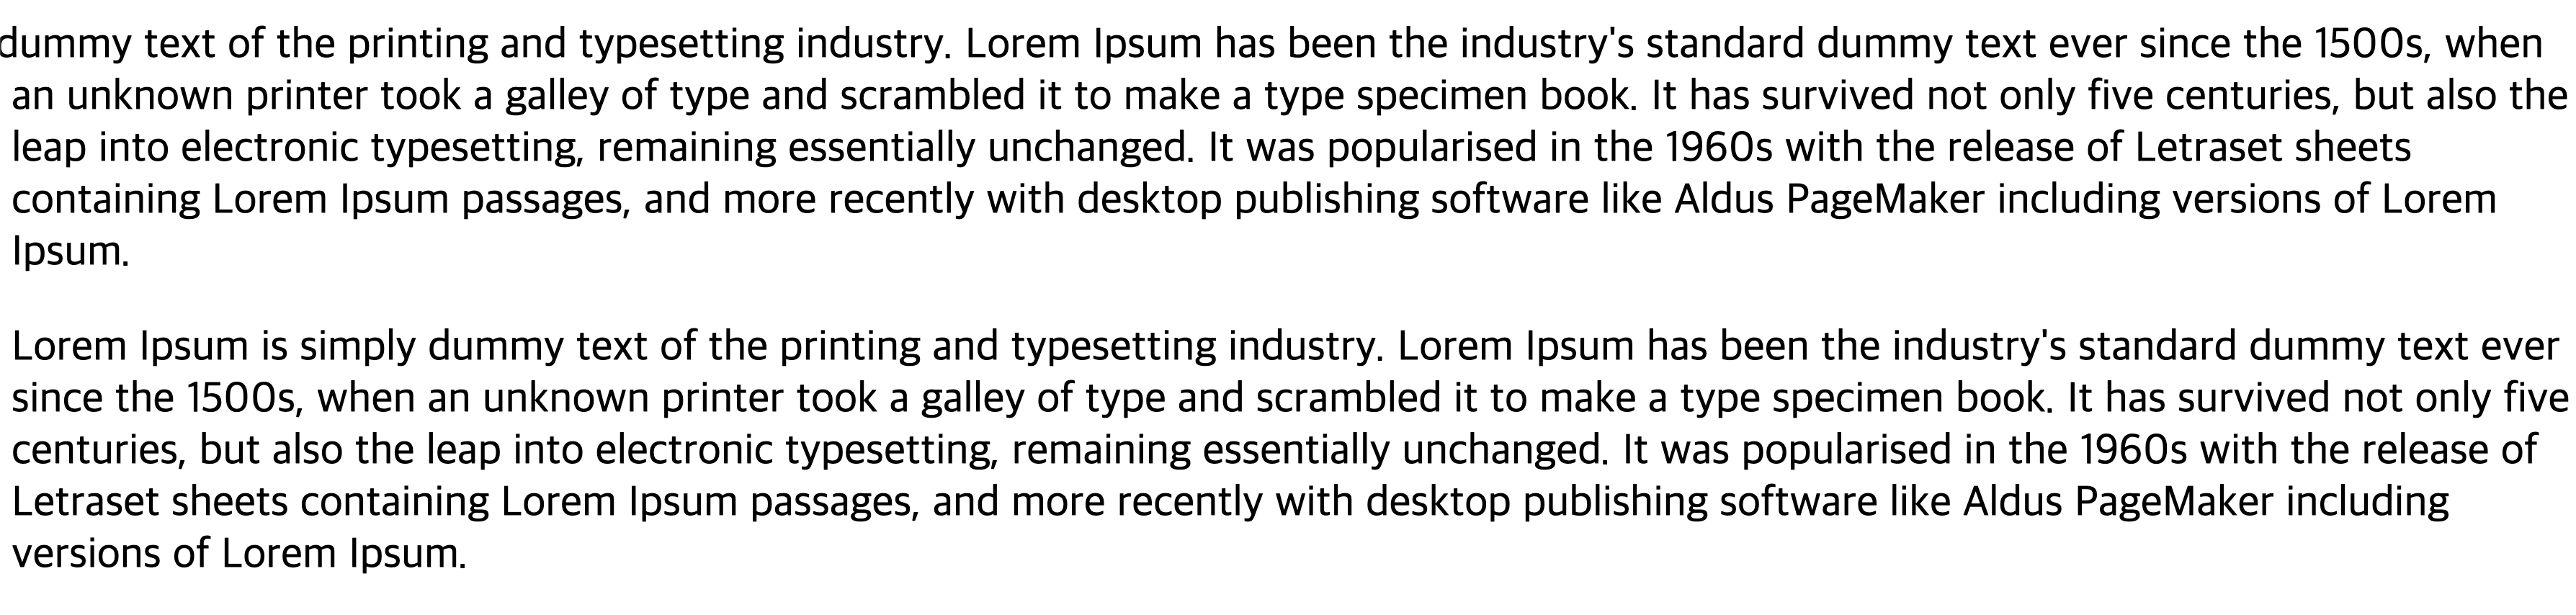 dummy text of the printing and typesetting industry. Lorem Ipsum has been the industry's standard dummy text ever since the 1500s, when
an unknown printer took a galley of type and scrambled it to make a type specimen book. It has survived not only five centuries, but also the
leap into electronic typesetting, remaining essentially unchanged. It was popularised in the 1960s with the release of Letraset sheets
containing Lorem Ipsum passages, and more recently with desktop publishing software like Aldus PageMaker including versions of Lorem
Ipsum.
Lorem Ipsum is simply dummy text of the printing and typesetting industry. Lorem Ipsum has been the industry's standard dummy text ever
since the 1500s, when an unknown printer took a galley of type and scrambled it to make a type specimen book. It has survived not only five
centuries, but also the leap into electronic typesetting, remaining essentially unchanged. It was popularised in the 1960s with the release of
Letraset sheets containing Lorem Ipsum passages, and more recently with desktop publishing software like Aldus PageMaker including
versions of Lorem Ipsum.